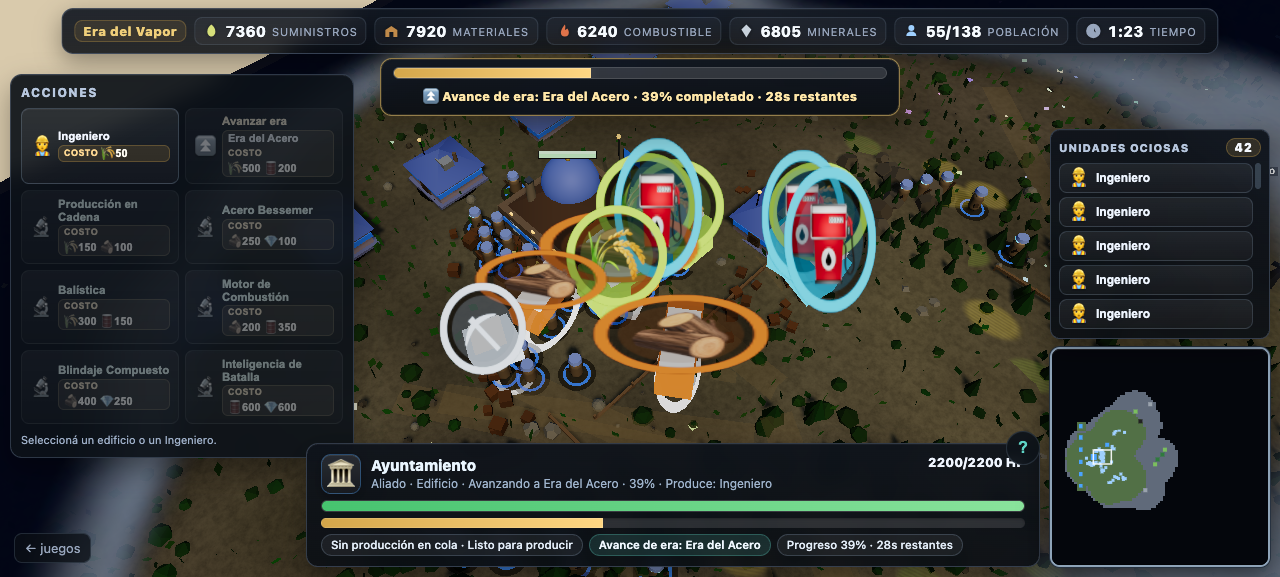 Era del Vapor
7360 SUMINISTROS
7920 MATERIALES
6240 COMBUSTIBLE
6805 MINERALES
55/138 POBLACIÓN
1:23 TIEMPO
Avance de era: Era del Acero · 39% completado · 28s restantes
ACCIONES
Ingeniero
COSTO 50
Avanzar era
Era del Acero
COSTO
500 200
Producción en
Cadena
COSTO
150 100
Acero Bessemer
COSTO
250 100
Balística
COSTO
300 150
Motor de
Combustión
COSTO
200 350
Blindaje Compuesto
COSTO
400 250
Inteligencia de
Batalla
COSTO
600 600
Seleccioná un edificio o un Ingeniero.
UNIDADES OCIOSAS 42
Ingeniero
Ingeniero
Ingeniero
Ingeniero
Ingeniero
?
Ayuntamiento
2200/2200
Aliado · Edificio · Avanzando a Era del Acero · 39% · Produce: Ingeniero
Sin producción en cola · Listo para producir
Avance de era: Era del Acero
Progreso 39% · 28s restantes
← juegos